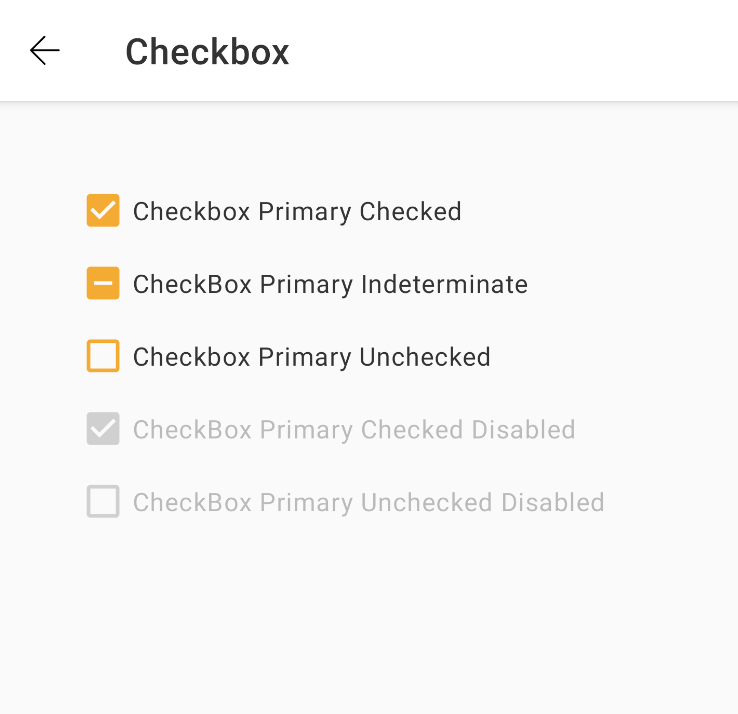 Checkbox
Checkbox Primary Checked
CheckBox Primary Indeterminate
Checkbox Primary Unchecked
CheckBox Primary Checked Disabled
CheckBox Primary Unchecked Disabled